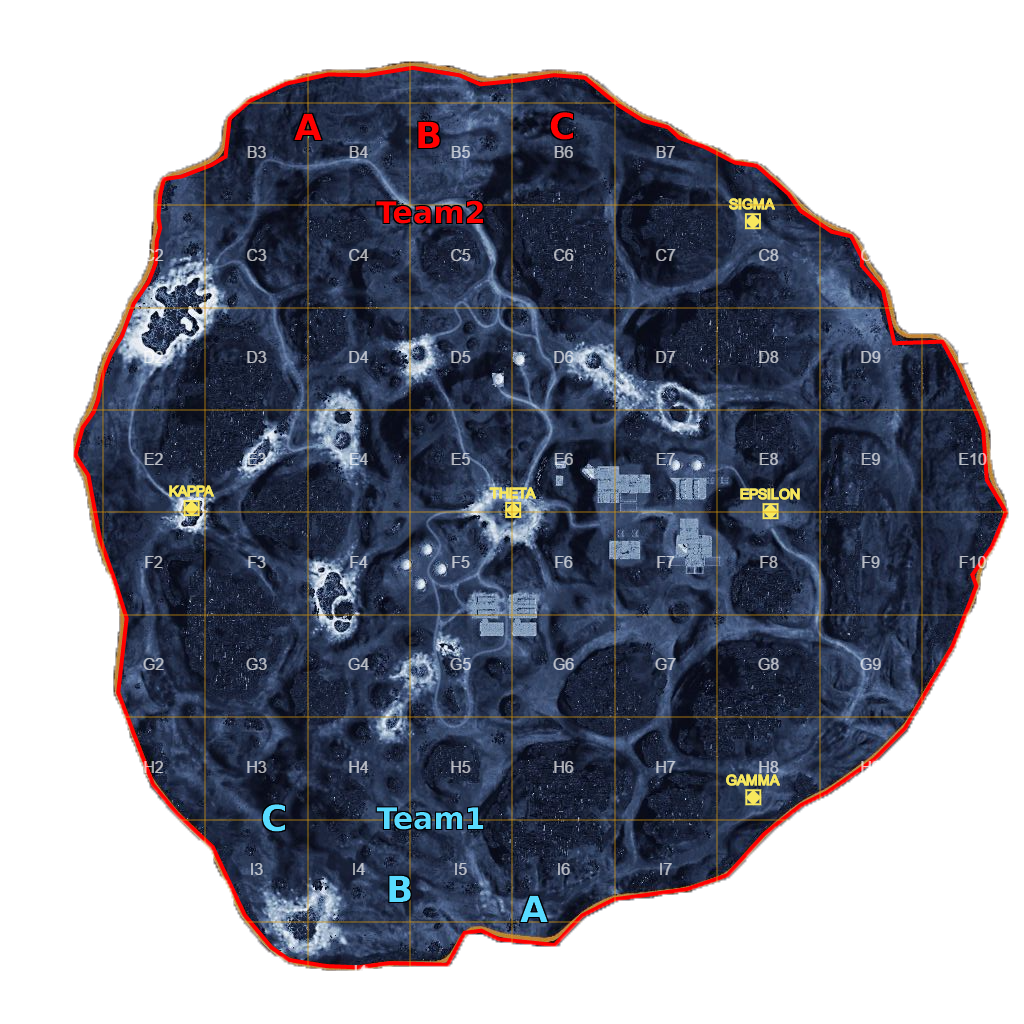 A B C
B3 B4 B5 B6 B7
SIGMA
Team2
C2 C3 C4 C5 C6 C7 C8
D3 D4 D5 D6 D7 D8 D9
E2 E3 E4 E5 E6 E7 E8 E9 E10
KAPPA THETA EPSILON
F2 F3 F4 F5 F6 F7 F8 F9 F10
G2 G3 G4 G5 G6 G7 G8 G9
H2 H3 H4 H5 H6 H7 H8
GAMMA
C Team1
I3 I4 I5 I6 I7
B
A